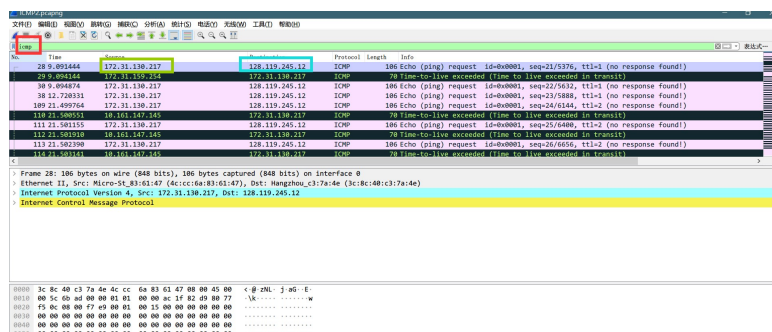 ICMP2.pcapng
文件(F) 编辑(E) 视图(V) 跳转(G) 捕获(C) 分析(A) 统计(S) 电话(Y) 无线(W) 工具(T) 帮助(H)
icmp 表达式…
No. Time Source Destination Protocol Length Info
28 9.091444 172.31.130.217 128.119.245.12 ICMP 106 Echo (ping) request id=0x0001, seq=21/5376, ttl=1 (no response found!)
29 9.094144 172.31.159.254 172.31.130.217 ICMP 70 Time-to-live exceeded (Time to live exceeded in transit)
30 9.094874 172.31.130.217 128.119.245.12 ICMP 106 Echo (ping) request id=0x0001, seq=22/5632, ttl=1 (no response found!)
38 12.720331 172.31.130.217 128.119.245.12 ICMP 106 Echo (ping) request id=0x0001, seq=23/5888, ttl=1 (no response found!)
109 21.499764 172.31.130.217 128.119.245.12 ICMP 106 Echo (ping) request id=0x0001, seq=24/6144, ttl=2 (no response found!)
110 21.500551 10.161.147.145 172.31.130.217 ICMP 70 Time-to-live exceeded (Time to live exceeded in transit)
111 21.501155 172.31.130.217 128.119.245.12 ICMP 106 Echo (ping) request id=0x0001, seq=25/6400, ttl=2 (no response found!)
112 21.501910 10.161.147.145 172.31.130.217 ICMP 70 Time-to-live exceeded (Time to live exceeded in transit)
113 21.502390 172.31.130.217 128.119.245.12 ICMP 106 Echo (ping) request id=0x0001, seq=26/6656, ttl=2 (no response found!)
114 21.503141 10.161.147.145 172.31.130.217 ICMP 70 Time-to-live exceeded (Time to live exceeded in transit)
> Frame 28: 106 bytes on wire (848 bits), 106 bytes captured (848 bits) on interface 0
> Ethernet II, Src: Micro-St_83:61:47 (4c:cc:6a:83:61:47), Dst: Hangzhou_c3:7a:4e (3c:8c:40:c3:7a:4e)
> Internet Protocol Version 4, Src: 172.31.130.217, Dst: 128.119.245.12
> Internet Control Message Protocol
0000 3c 8c 40 c3 7a 4e 4c cc 6a 83 61 47 08 00 45 00 <·@·zNL· j·aG··E·
0010 00 5c 6b ad 00 00 01 01 00 00 ac 1f 82 d9 80 77 ·\k····· ·······w
0020 f5 0c 08 00 f7 e9 00 01 00 15 00 00 00 00 00 00 ········ ········
0030 00 00 00 00 00 00 00 00 00 00 00 00 00 00 00 00 ········ ········
0040 00 00 00 00 00 00 00 00 00 00 00 00 00 00 00 00 ········ ········